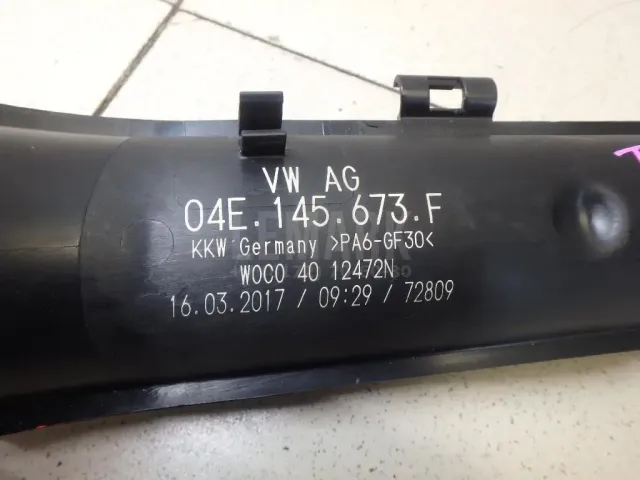 VW AG
04E.145.673.F
KKW Germany >PA6-GF30<
WOCO 40 12472N
16.03.2017 / 09:29 / 72809